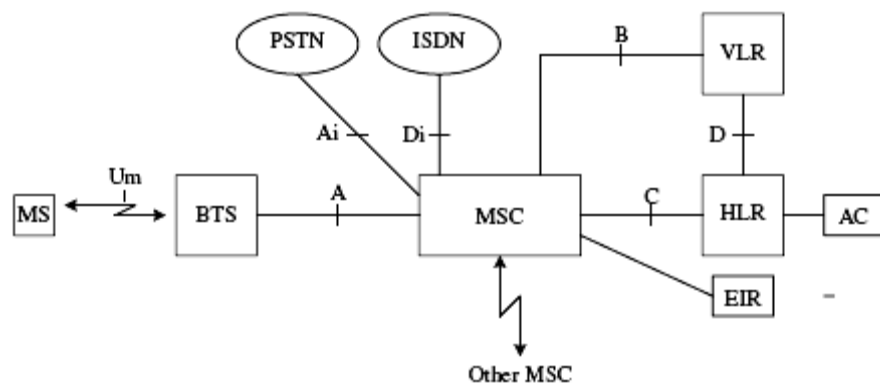 PSTN
ISDN
B
VLR
Ai
Di
D
Um
A
C
MS
BTS
MSC
HLR
AC
EIR
Other MSC